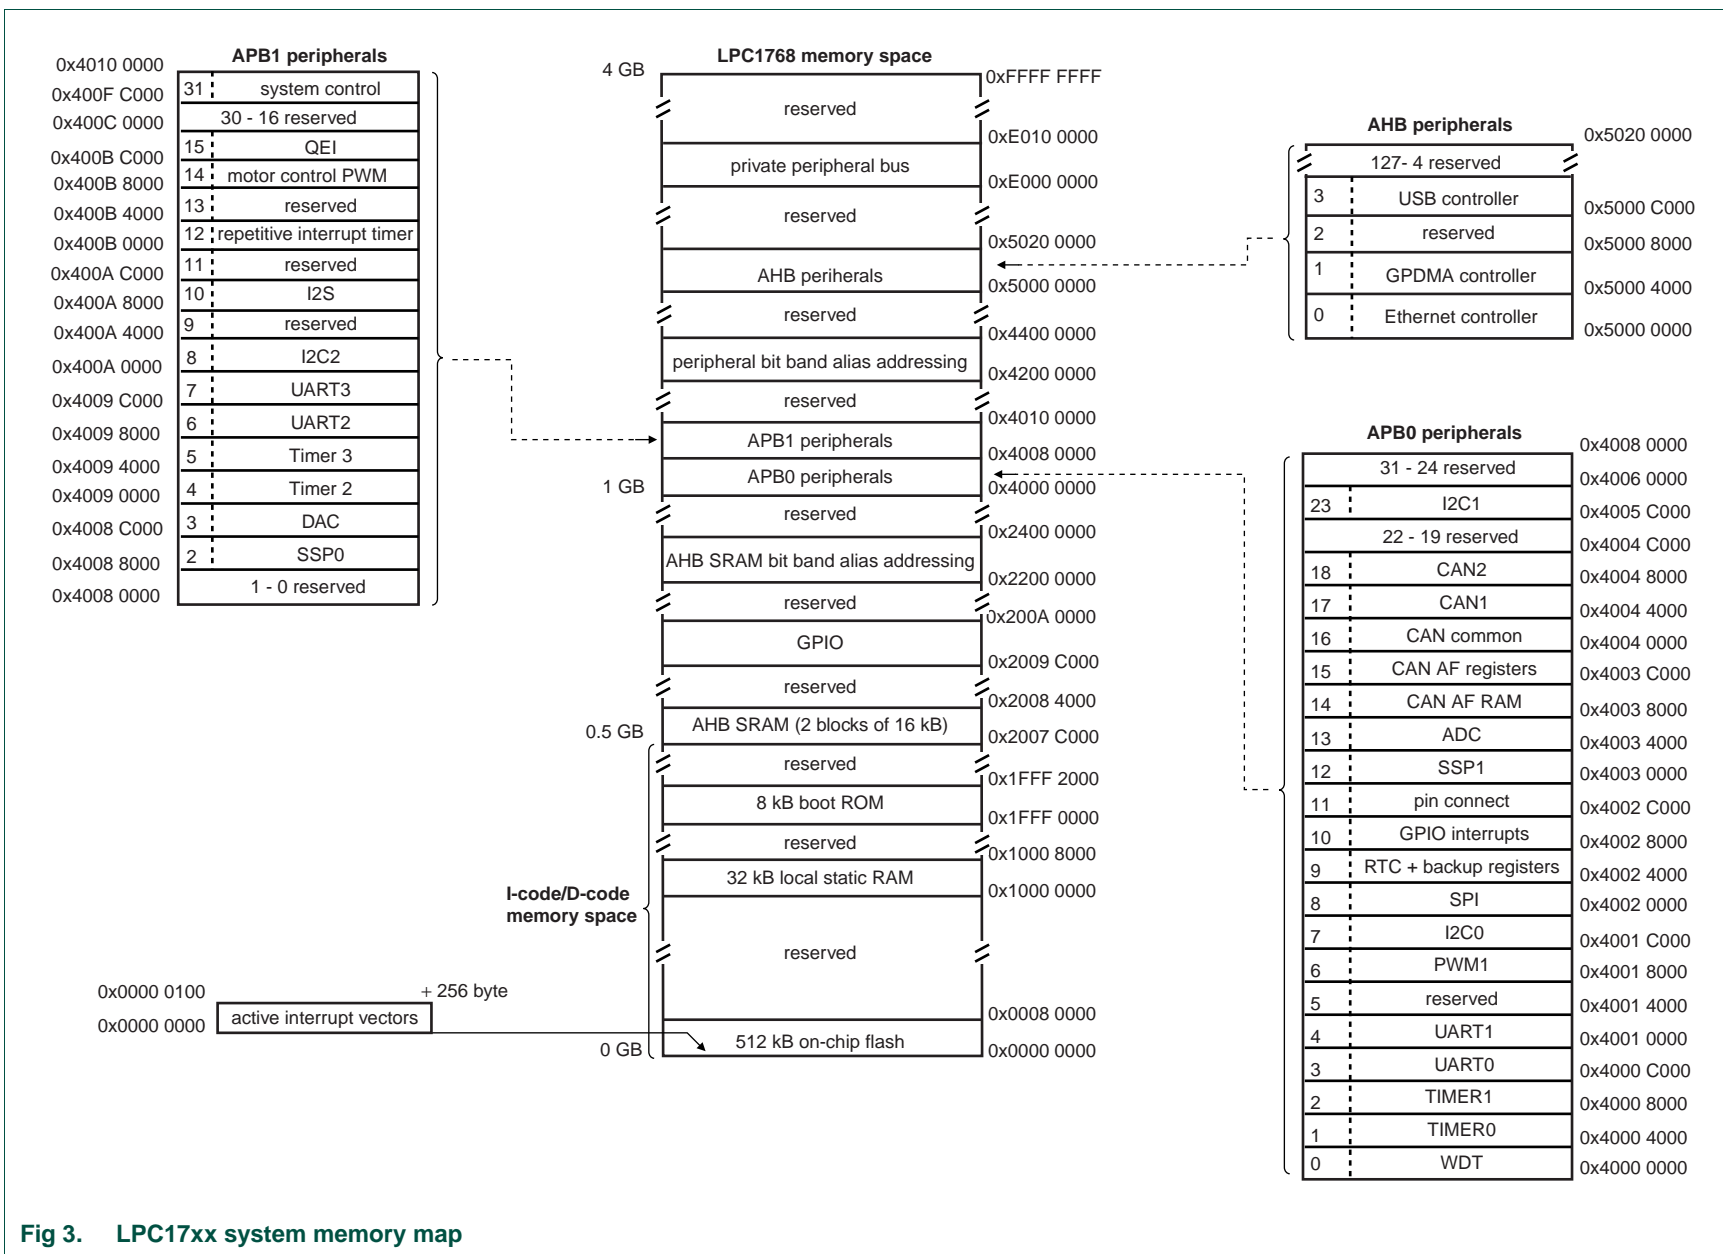 APB1 peripherals
0x4010 0000
31 system control
0x400F C000
30 - 16 reserved
0x400C 0000
15 QEI
0x400B C000
14 motor control PWM
0x400B 8000
13 reserved
0x400B 4000
12 repetitive interrupt timer
0x400B 0000
11 reserved
0x400A C000
10 I2S
0x400A 8000
9 reserved
0x400A 4000
8 I2C2
0x400A 0000
7 UART3
0x4009 C000
6 UART2
0x4009 8000
5 Timer 3
0x4009 4000
4 Timer 2
0x4009 0000
3 DAC
0x4008 C000
2 SSP0
0x4008 8000
1 - 0 reserved
0x4008 0000
LPC1768 memory space
4 GB
0xFFFF FFFF
reserved
0xE010 0000
private peripheral bus
0xE000 0000
reserved
0x5020 0000
AHB periherals
0x5000 0000
reserved
0x4400 0000
peripheral bit band alias addressing
0x4200 0000
reserved
0x4010 0000
APB1 peripherals
0x4008 0000
APB0 peripherals
1 GB
0x4000 0000
reserved
0x2400 0000
AHB SRAM bit band alias addressing
0x2200 0000
reserved
0x200A 0000
GPIO
0x2009 C000
reserved
0x2008 4000
AHB SRAM (2 blocks of 16 kB)
0.5 GB
0x2007 C000
reserved
0x1FFF 2000
8 kB boot ROM
0x1FFF 0000
reserved
0x1000 8000
32 kB local static RAM
0x1000 0000
I-code/D-code
memory space
reserved
0x0008 0000
512 kB on-chip flash
0 GB
0x0000 0000
0x0000 0100
+ 256 byte
active interrupt vectors
0x0000 0000
AHB peripherals
0x5020 0000
127- 4 reserved
3 USB controller
0x5000 C000
2 reserved
0x5000 8000
1 GPDMA controller
0x5000 4000
0 Ethernet controller
0x5000 0000
APB0 peripherals
0x4008 0000
31 - 24 reserved
0x4006 0000
23 I2C1
0x4005 C000
22 - 19 reserved
0x4004 C000
18 CAN2
0x4004 8000
17 CAN1
0x4004 4000
16 CAN common
0x4004 0000
15 CAN AF registers
0x4003 C000
14 CAN AF RAM
0x4003 8000
13 ADC
0x4003 4000
12 SSP1
0x4003 0000
11 pin connect
0x4002 C000
10 GPIO interrupts
0x4002 8000
9 RTC + backup registers
0x4002 4000
8 SPI
0x4002 0000
7 I2C0
0x4001 C000
6 PWM1
0x4001 8000
5 reserved
0x4001 4000
4 UART1
0x4001 0000
3 UART0
0x4000 C000
2 TIMER1
0x4000 8000
1 TIMER0
0x4000 4000
0 WDT
0x4000 0000
Fig 3. LPC17xx system memory map